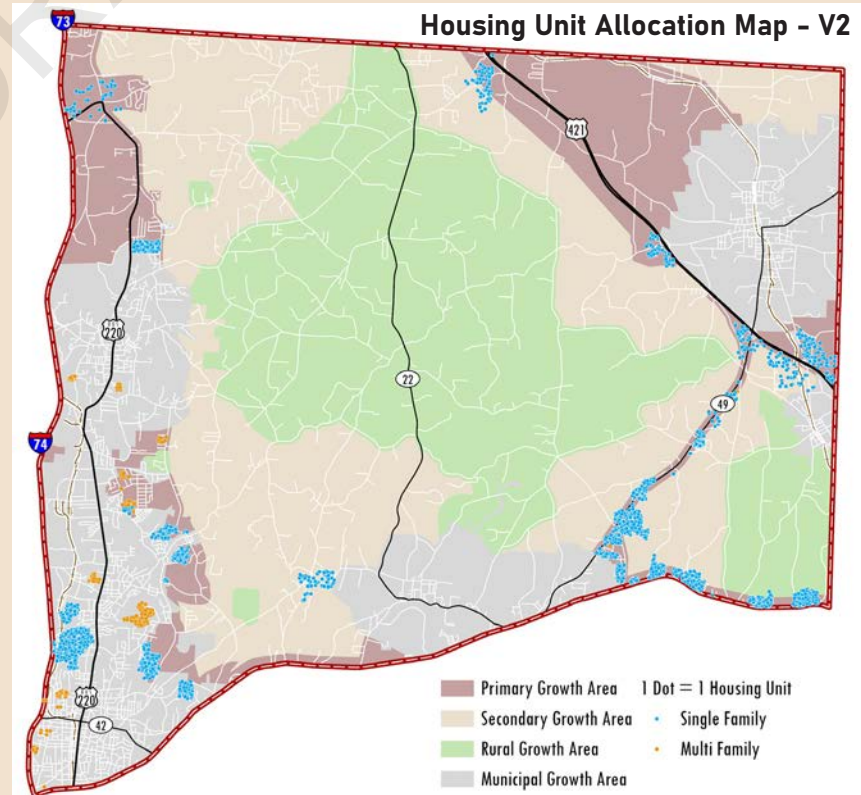 Housing Unit Allocation Map - V2
73
421
220
22
49
74
220
42
Primary Growth Area
Secondary Growth Area
Rural Growth Area
Municipal Growth Area
1 Dot = 1 Housing Unit
Single Family
Multi Family